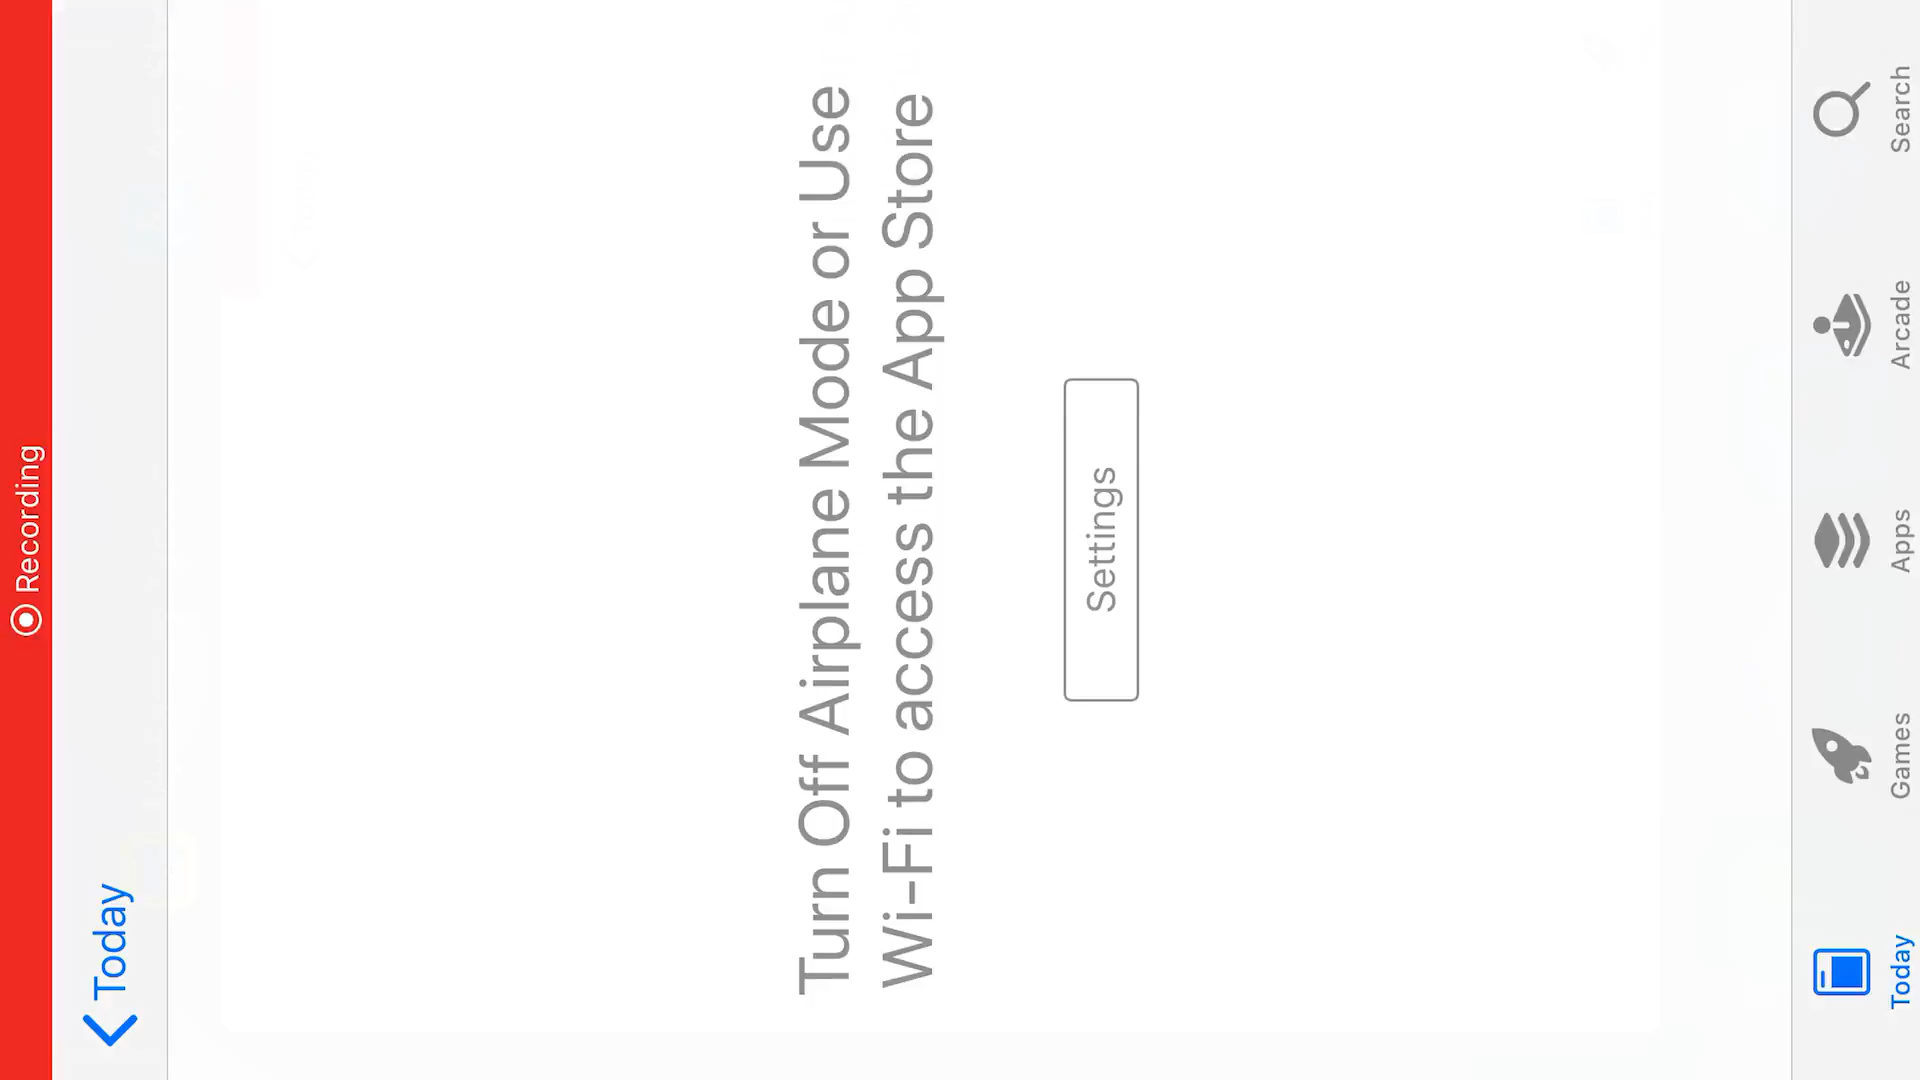 Recording
Today
Turn Off Airplane Mode or Use
Wi-Fi to access the App Store
Settings
Today
Games
Apps
Arcade
Search